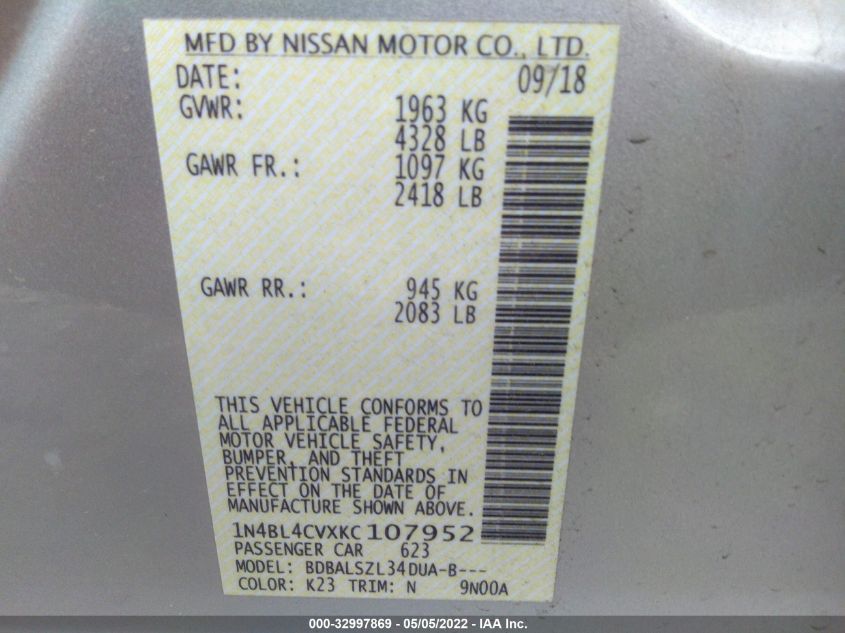 MFD BY NISSAN MOTOR CO., LTD.
DATE: 09/18
GVWR: 1963 KG
4328 LB
GAWR FR.: 1097 KG
2418 LB
GAWR RR.: 945 KG
2083 LB
THIS VEHICLE CONFORMS TO
ALL APPLICABLE FEDERAL
MOTOR VEHICLE SAFETY,
BUMPER, AND THEFT
PREVENTION STANDARDS IN
EFFECT ON THE DATE OF
MANUFACTURE SHOWN ABOVE.
1N4BL4CVXKC107952
PASSENGER CAR 623
MODEL: BDBALSZL34DUA-B---
COLOR: K23 TRIM: N 9N00A
000-32997869 - 05/05/2022 - IAA Inc.